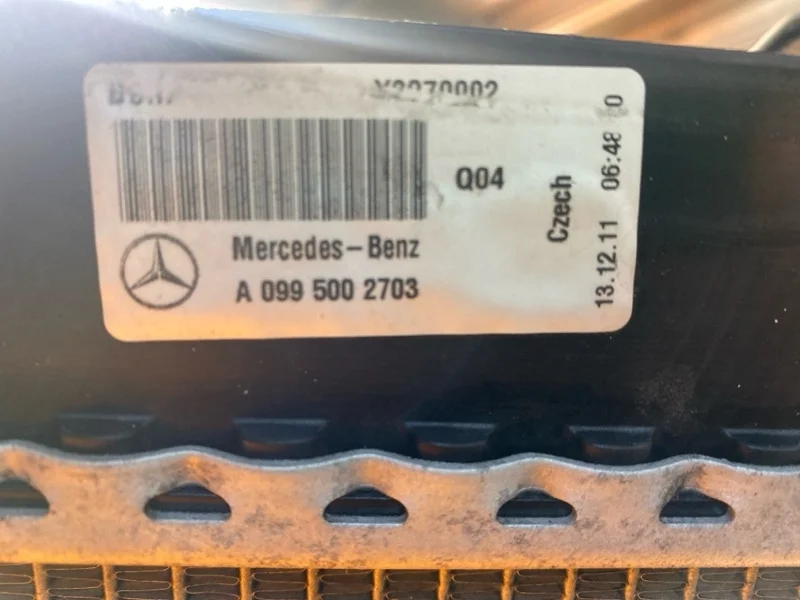 Q04
Mercedes-Benz
A 099 500 2703
Czech
13.12.11 06:48